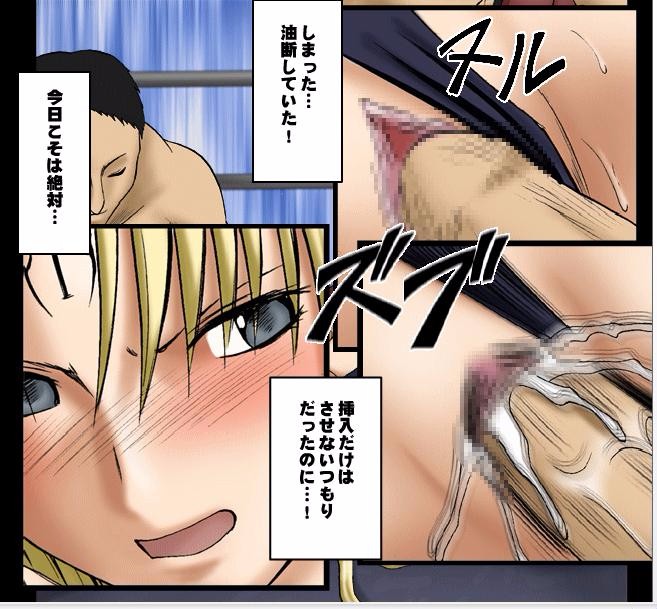 しまった…
油断していた！
ヌル
今日こそは絶対…
ズブ
挿入だけは
させないつもり
だったのに…！